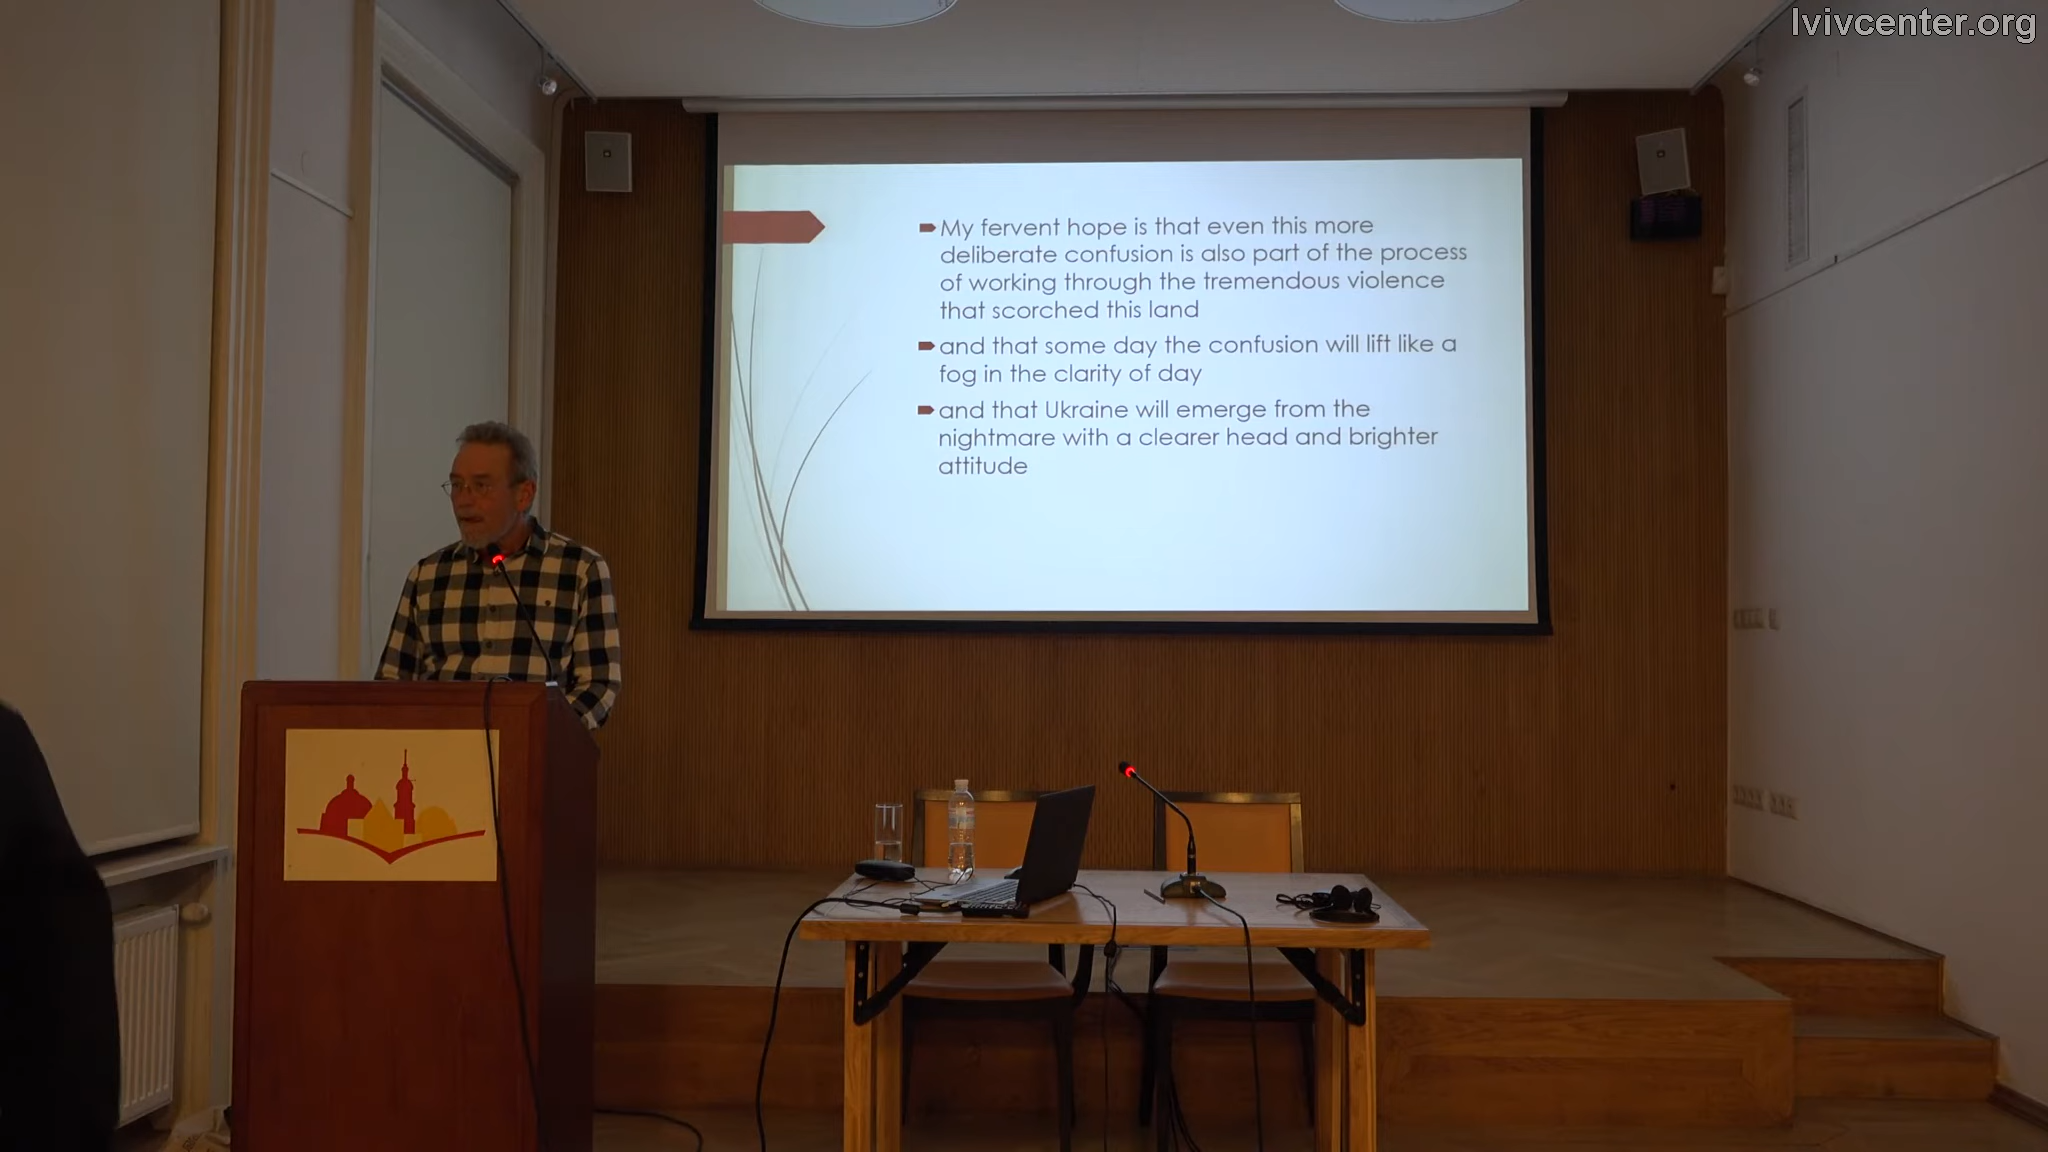 lvivcenter.org
My fervent hope is that even this more
deliberate confusion is also part of the process
of working through the tremendous violence
that scorched this land
and that some day the confusion will lift like a
fog in the clarity of day
and that Ukraine will emerge from the
nightmare with a clearer head and brighter
attitude